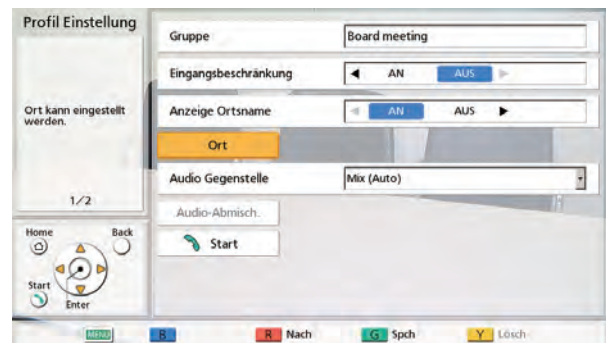 Profil Einstellung
Ort kann eingestellt
werden.
1/2
Home
Back
Start
Enter
Gruppe
Board meeting
Eingangsbeschränkung
AN
AUS
Anzeige Ortsname
AN
AUS
Ort
Audio Gegenstelle
Mix (Auto)
Audio-Abmisch.
Start
MENU
B
R Nach
G Spch
Y Lösch